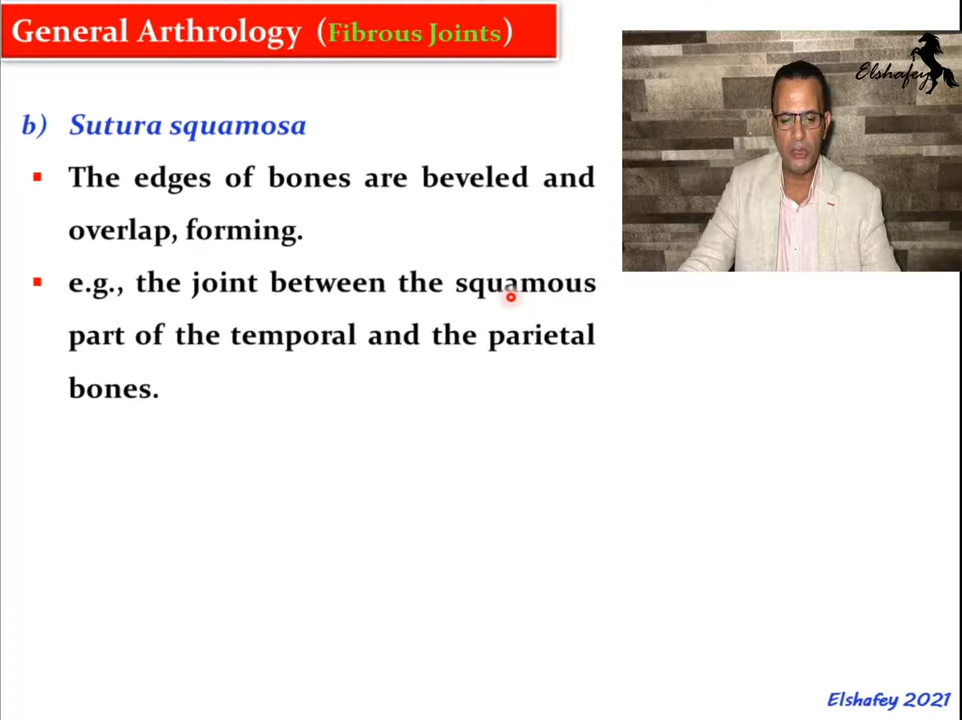 General Arthrology (Fibrous Joints)
Elshafey
b) Sutura squamosa
▪ The edges of bones are beveled and
overlap, forming.
▪ e.g., the joint between the squamous
part of the temporal and the parietal
bones.
Elshafey 2021